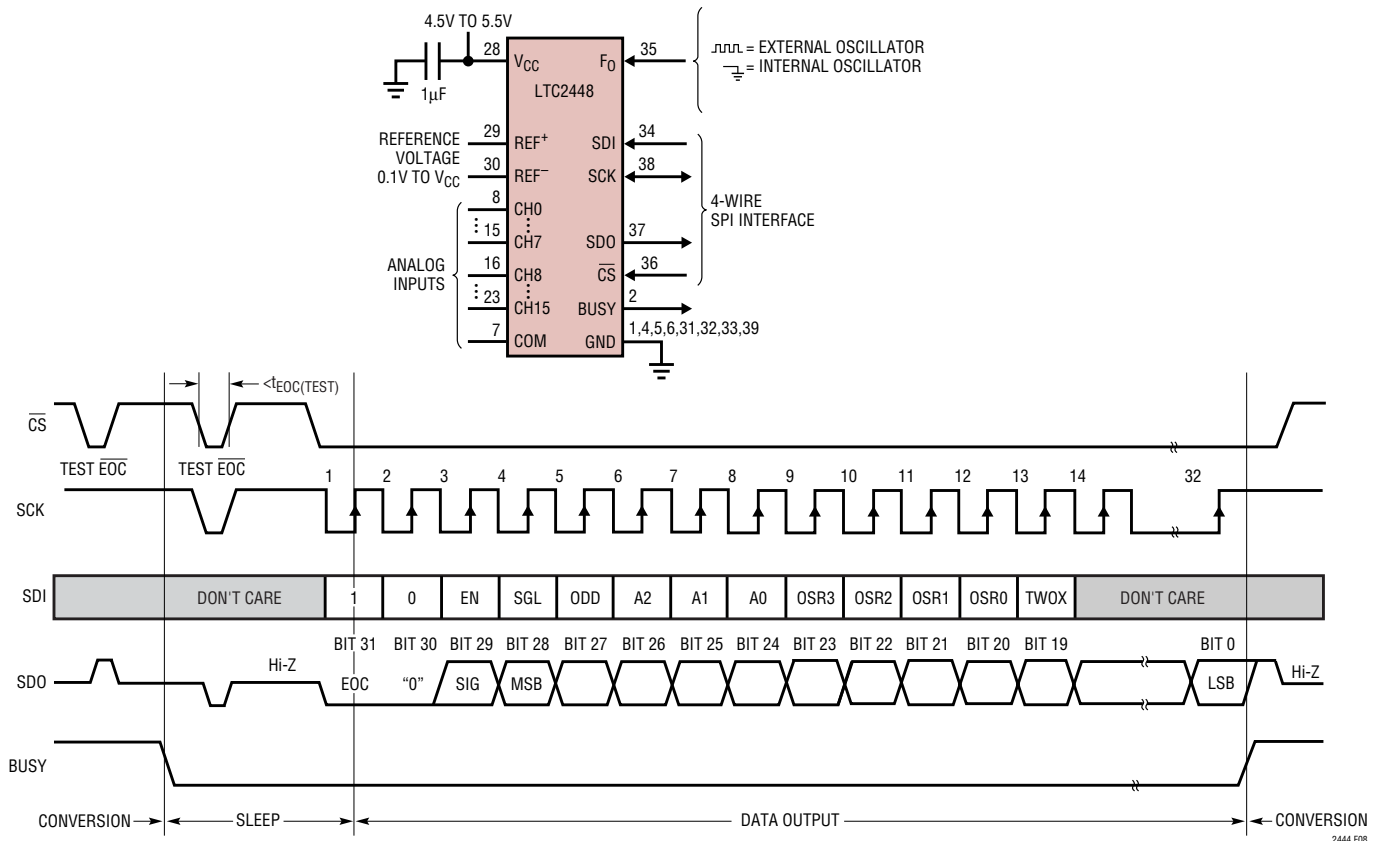 4.5V TO 5.5V
1µF
28
VCC
FO
35
= EXTERNAL OSCILLATOR
= INTERNAL OSCILLATOR
LTC2448
REFERENCE
VOLTAGE
0.1V TO VCC
29
REF+
30
REF–
SDI
34
SCK
38
4-WIRE
SPI INTERFACE
ANALOG
INPUTS
8
CH0
15
CH7
16
CH8
23
CH15
7
COM
SDO
37
CS
36
BUSY
2
GND
1,4,5,6,31,32,33,39
<tEOC(TEST)
CS
TEST EOC
TEST EOC
SCK
1 2 3 4 5 6 7 8 9 10 11 12 13 14 32
SDI
DON'T CARE
1 0 EN SGL ODD A2 A1 A0 OSR3 OSR2 OSR1 OSR0 TWOX
DON'T CARE
BIT 31 BIT 30 BIT 29 BIT 28 BIT 27 BIT 26 BIT 25 BIT 24 BIT 23 BIT 22 BIT 21 BIT 20 BIT 19 BIT 0
SDO
Hi-Z
EOC "0" SIG MSB LSB
Hi-Z
BUSY
CONVERSION
SLEEP
DATA OUTPUT
CONVERSION
2444 F08